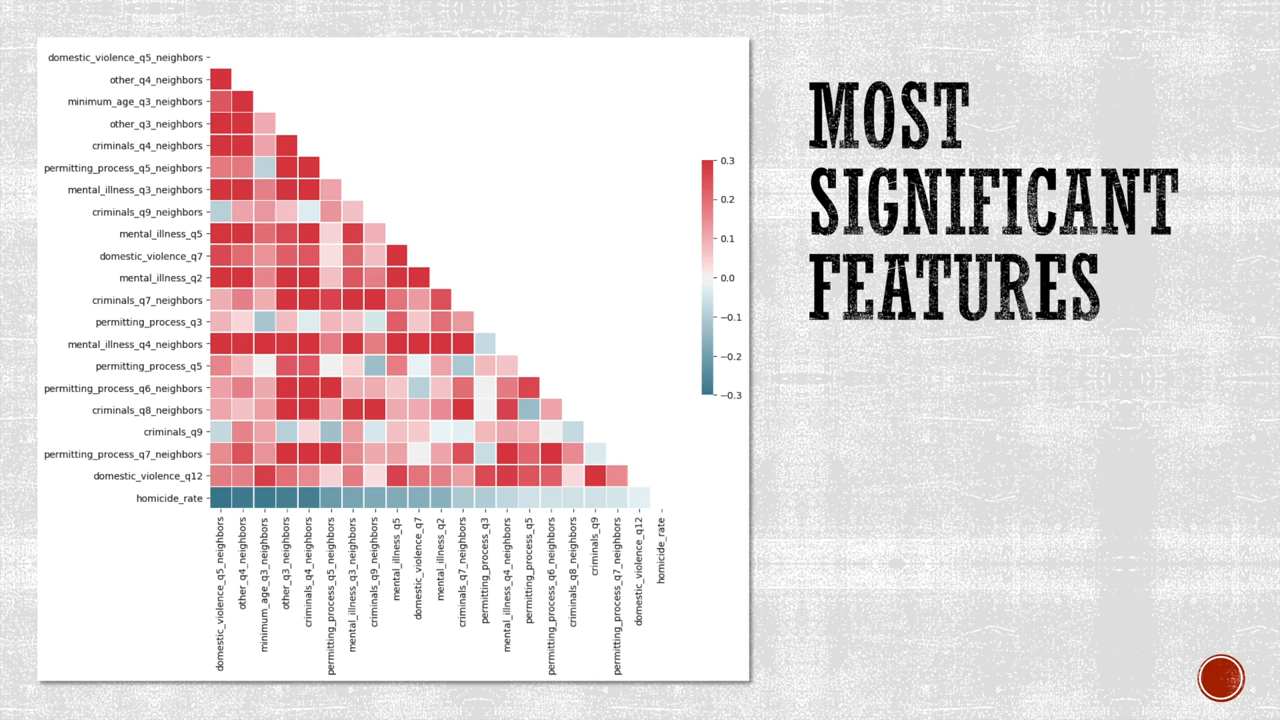 domestic_violence_q5_neighbors
other_q4_neighbors
minimum_age_q3_neighbors
other_q3_neighbors
criminals_q4_neighbors
permitting_process_q5_neighbors
mental_illness_q3_neighbors
criminals_q9_neighbors
mental_illness_q5
domestic_violence_q7
mental_illness_q2
criminals_q7_neighbors
permitting_process_q3
mental_illness_q4_neighbors
permitting_process_q5
permitting_process_q6_neighbors
criminals_q8_neighbors
criminals_q9
permitting_process_q7_neighbors
domestic_violence_q12
homicide_rate
domestic_violence_q5_neighbors
other_q4_neighbors
minimum_age_q3_neighbors
other_q3_neighbors
criminals_q4_neighbors
permitting_process_q5_neighbors
mental_illness_q3_neighbors
criminals_q9_neighbors
mental_illness_q5
domestic_violence_q7
mental_illness_q2
criminals_q7_neighbors
permitting_process_q3
mental_illness_q4_neighbors
permitting_process_q5
permitting_process_q6_neighbors
criminals_q8_neighbors
criminals_q9
permitting_process_q7_neighbors
domestic_violence_q12
homicide_rate
0.3
0.2
0.1
0.0
−0.1
−0.2
−0.3
MOST
SIGNIFICANT
FEATURES